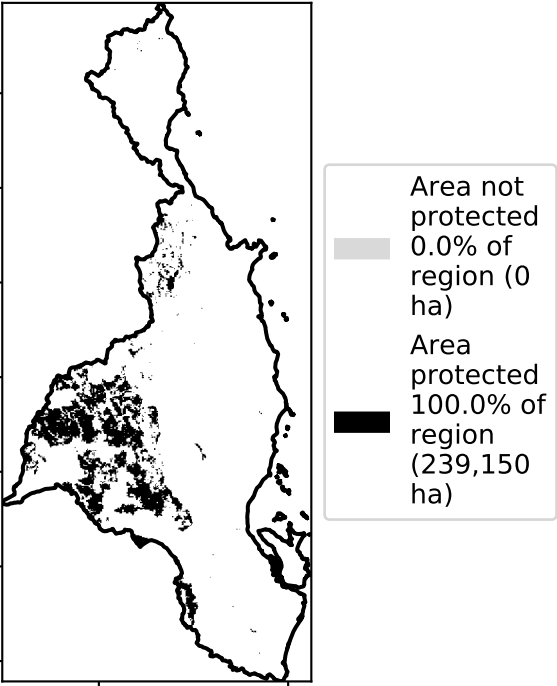 Area not
protected
0.0% of
region (0
ha)
Area
protected
100.0% of
region
(239,150
ha)